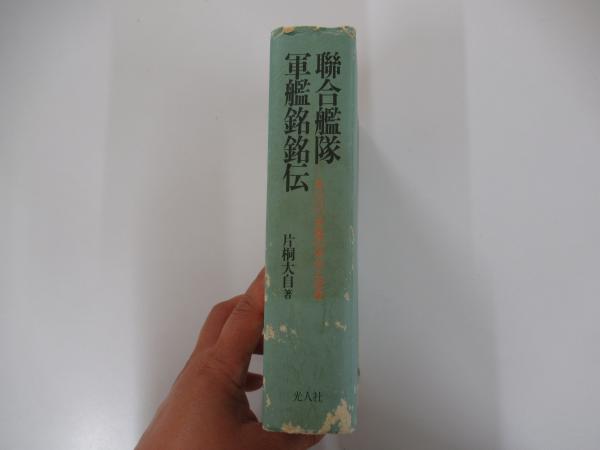 聯合艦隊
軍艦銘銘伝
片桐大自著
光人社